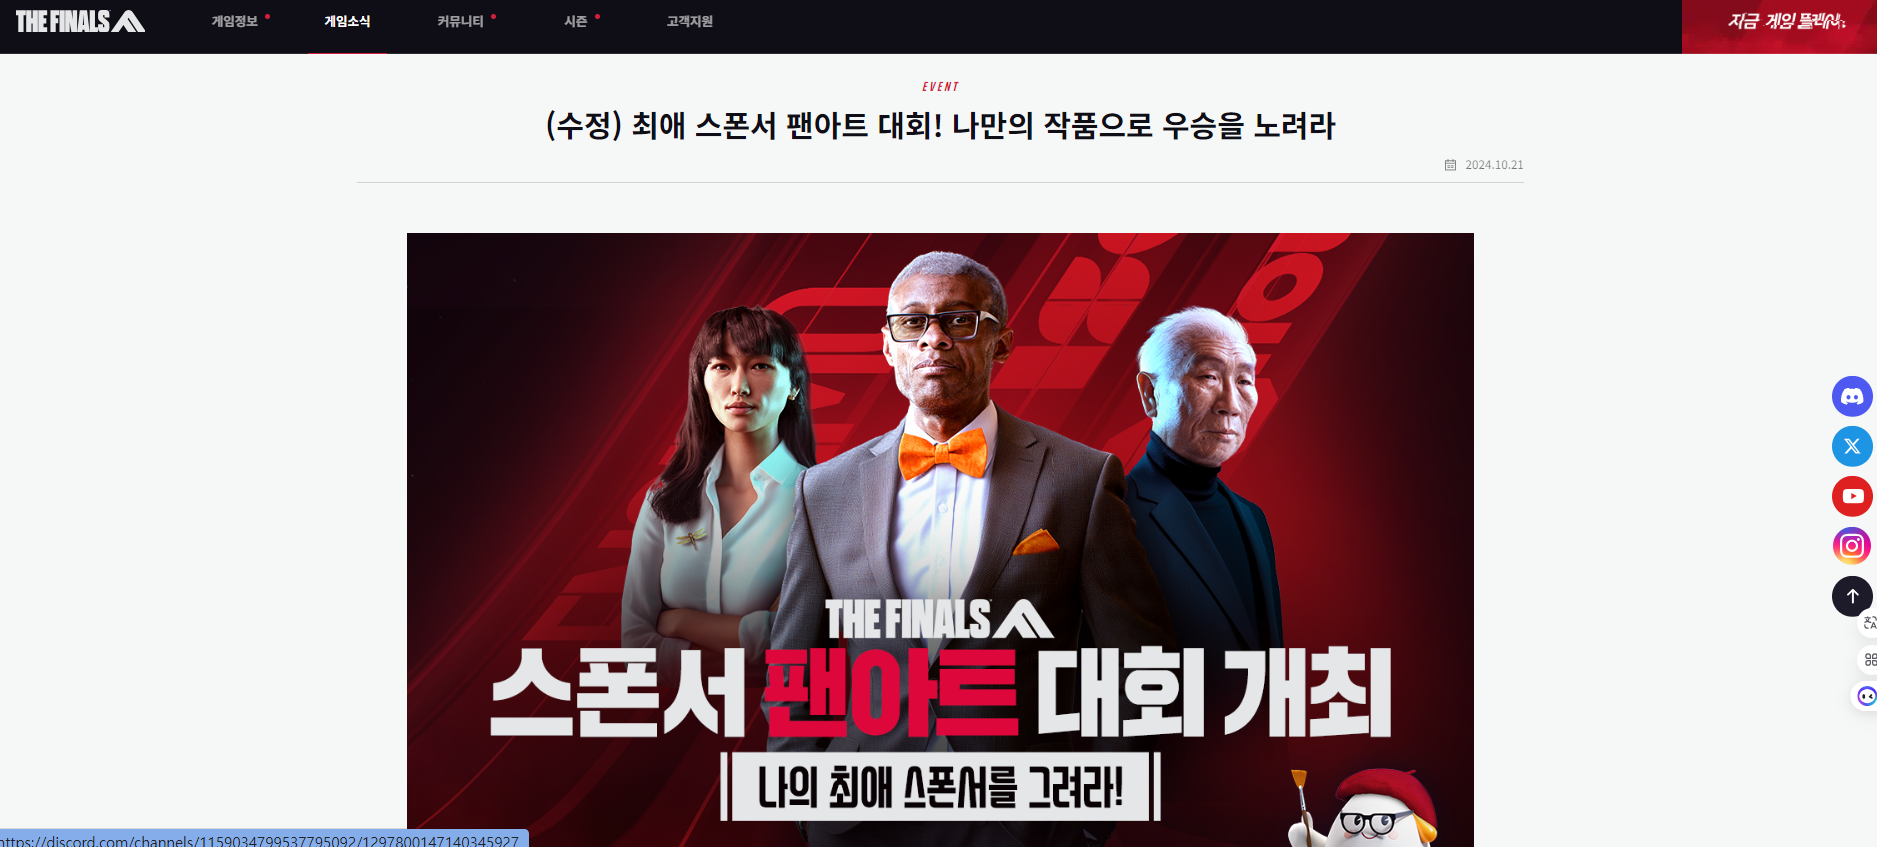 THE FINALS
게임정보
게임소식
커뮤니티
시즌
고객지원
지금 게임 플레이
EVENT
(수정) 최애 스폰서 팬아트 대회! 나만의 작품으로 우승을 노려라
2024.10.21
THE FINALS
스폰서 팬아트 대회 개최
나의 최애 스폰서를 그려라!
https://discord.com/channels/1159034799537795092/1297800147140345927